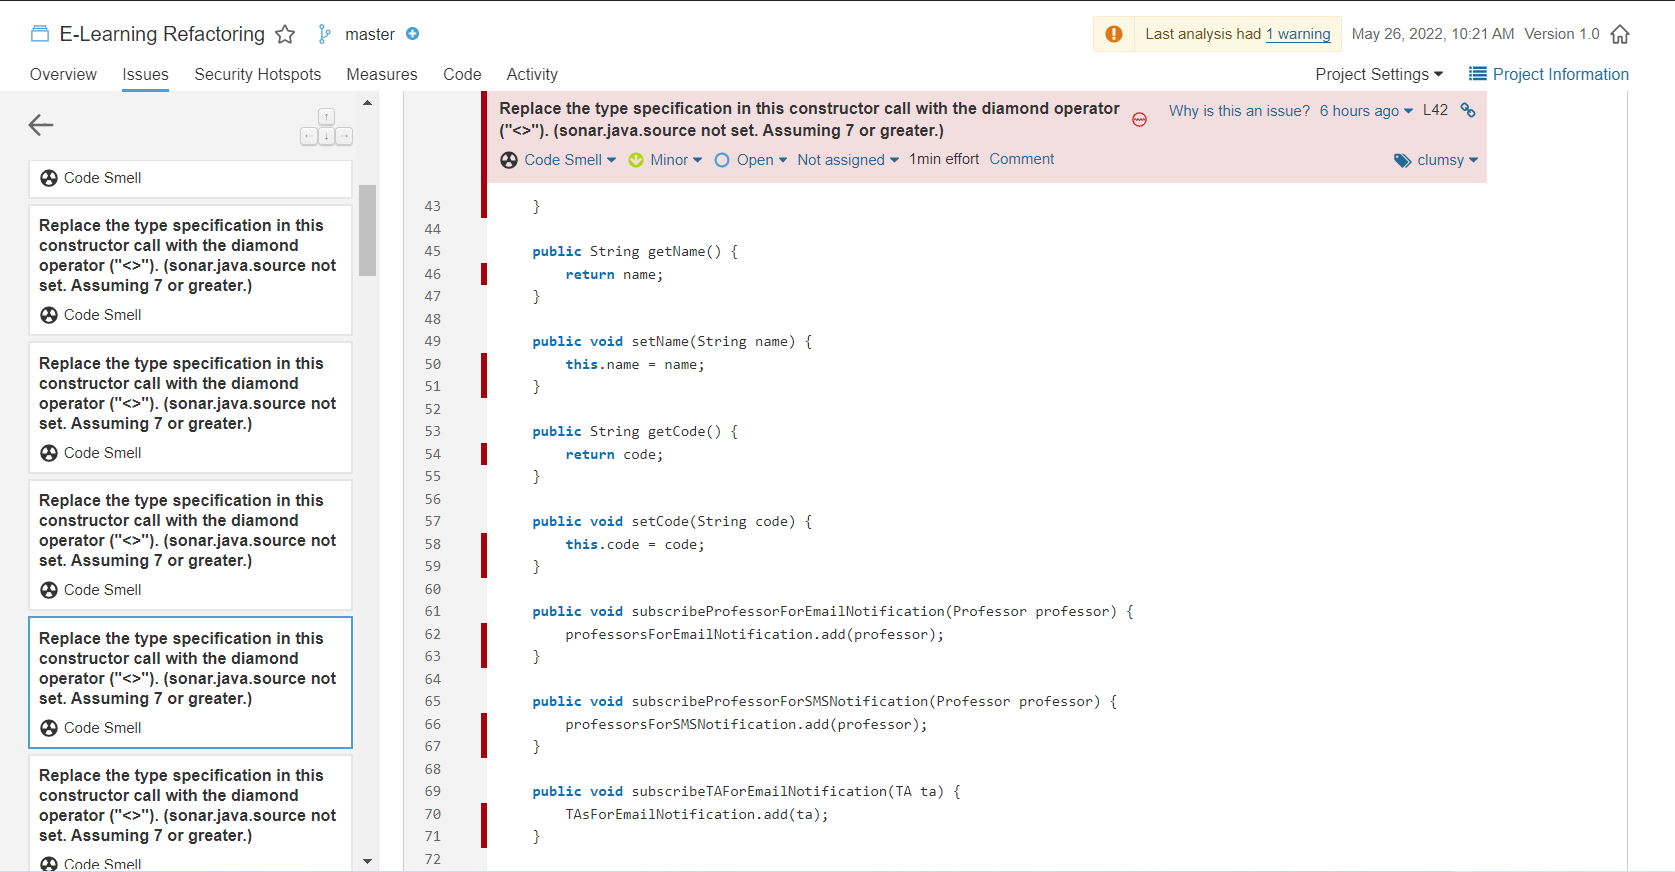 E-Learning Refactoring master
Last analysis had 1 warning May 26, 2022, 10:21 AM Version 1.0
Overview Issues Security Hotspots Measures Code Activity
Project Settings Project Information
Code Smell
Replace the type specification in this
constructor call with the diamond
operator ("<>"). (sonar.java.source not
set. Assuming 7 or greater.)
Code Smell
Replace the type specification in this
constructor call with the diamond
operator ("<>"). (sonar.java.source not
set. Assuming 7 or greater.)
Code Smell
Replace the type specification in this
constructor call with the diamond
operator ("<>"). (sonar.java.source not
set. Assuming 7 or greater.)
Code Smell
Replace the type specification in this
constructor call with the diamond
operator ("<>"). (sonar.java.source not
set. Assuming 7 or greater.)
Code Smell
Replace the type specification in this
constructor call with the diamond
operator ("<>"). (sonar.java.source not
set. Assuming 7 or greater.)
Code Smell
Replace the type specification in this constructor call with the diamond operator
("<>"). (sonar.java.source not set. Assuming 7 or greater.)
Why is this an issue? 6 hours ago L42
Code Smell Minor Open Not assigned 1min effort Comment clumsy
43 }
44
45 public String getName() {
46 return name;
47 }
48
49 public void setName(String name) {
50 this.name = name;
51 }
52
53 public String getCode() {
54 return code;
55 }
56
57 public void setCode(String code) {
58 this.code = code;
59 }
60
61 public void subscribeProfessorForEmailNotification(Professor professor) {
62 professorsForEmailNotification.add(professor);
63 }
64
65 public void subscribeProfessorForSMSNotification(Professor professor) {
66 professorsForSMSNotification.add(professor);
67 }
68
69 public void subscribeTAForEmailNotification(TA ta) {
70 TAsForEmailNotification.add(ta);
71 }
72